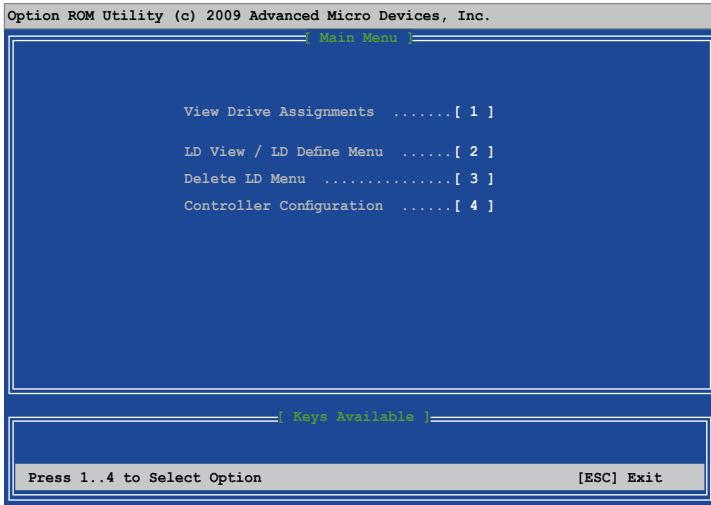 Option ROM Utility (c) 2009 Advanced Micro Devices, Inc.
[ Main Menu ]
View Drive Assignments .......[ 1 ]
LD View / LD Define Menu ......[ 2 ]
Delete LD Menu ...............[ 3 ]
Controller Configuration ......[ 4 ]
[ Keys Available ]
Press 1..4 to Select Option [ESC] Exit